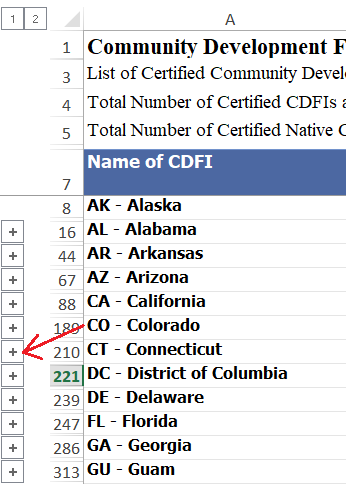 1 2
A
1 Community Development F
3 List of Certified Community Devel
4 Total Number of Certified CDFIs a
5 Total Number of Certified Native C
7 Name of CDFI
8 AK - Alaska
+ 16 AL - Alabama
+ 44 AR - Arkansas
+ 67 AZ - Arizona
+ 88 CA - California
+ 189 CO - Colorado
+ 210 CT - Connecticut
+ 221 DC - District of Columbia
+ 239 DE - Delaware
+ 247 FL - Florida
+ 286 GA - Georgia
+ 313 GU - Guam